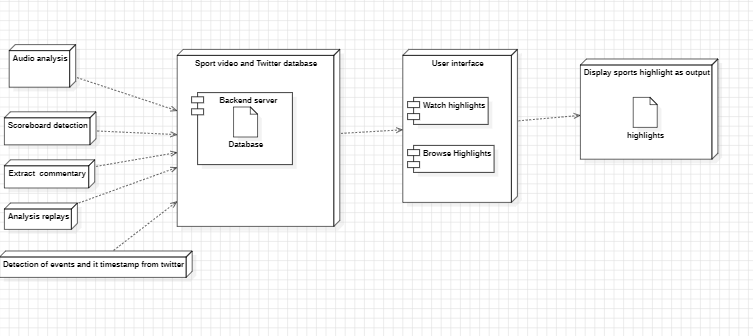 Audio analysis
Scoreboard detection
Extract commentary
Analysis replays
Detection of events and it timestamp from twitter
Sport video and Twitter database
Backend server
Database
User interface
Watch highlights
Browse Highlights
Display sports highlight as output
highlights